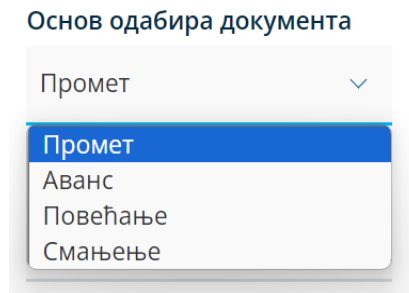 Основ одабира документа
Промет
Промет
Аванс
Повећање
Смањење